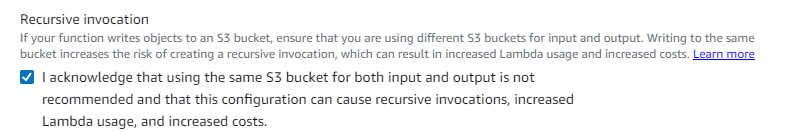 Recursive invocation
If your function writes objects to an S3 bucket, ensure that you are using different S3 buckets for input and output. Writing to the same
bucket increases the risk of creating a recursive invocation, which can result in increased Lambda usage and increased costs. Learn more
I acknowledge that using the same S3 bucket for both input and output is not
recommended and that this configuration can cause recursive invocations, increased
Lambda usage, and increased costs.